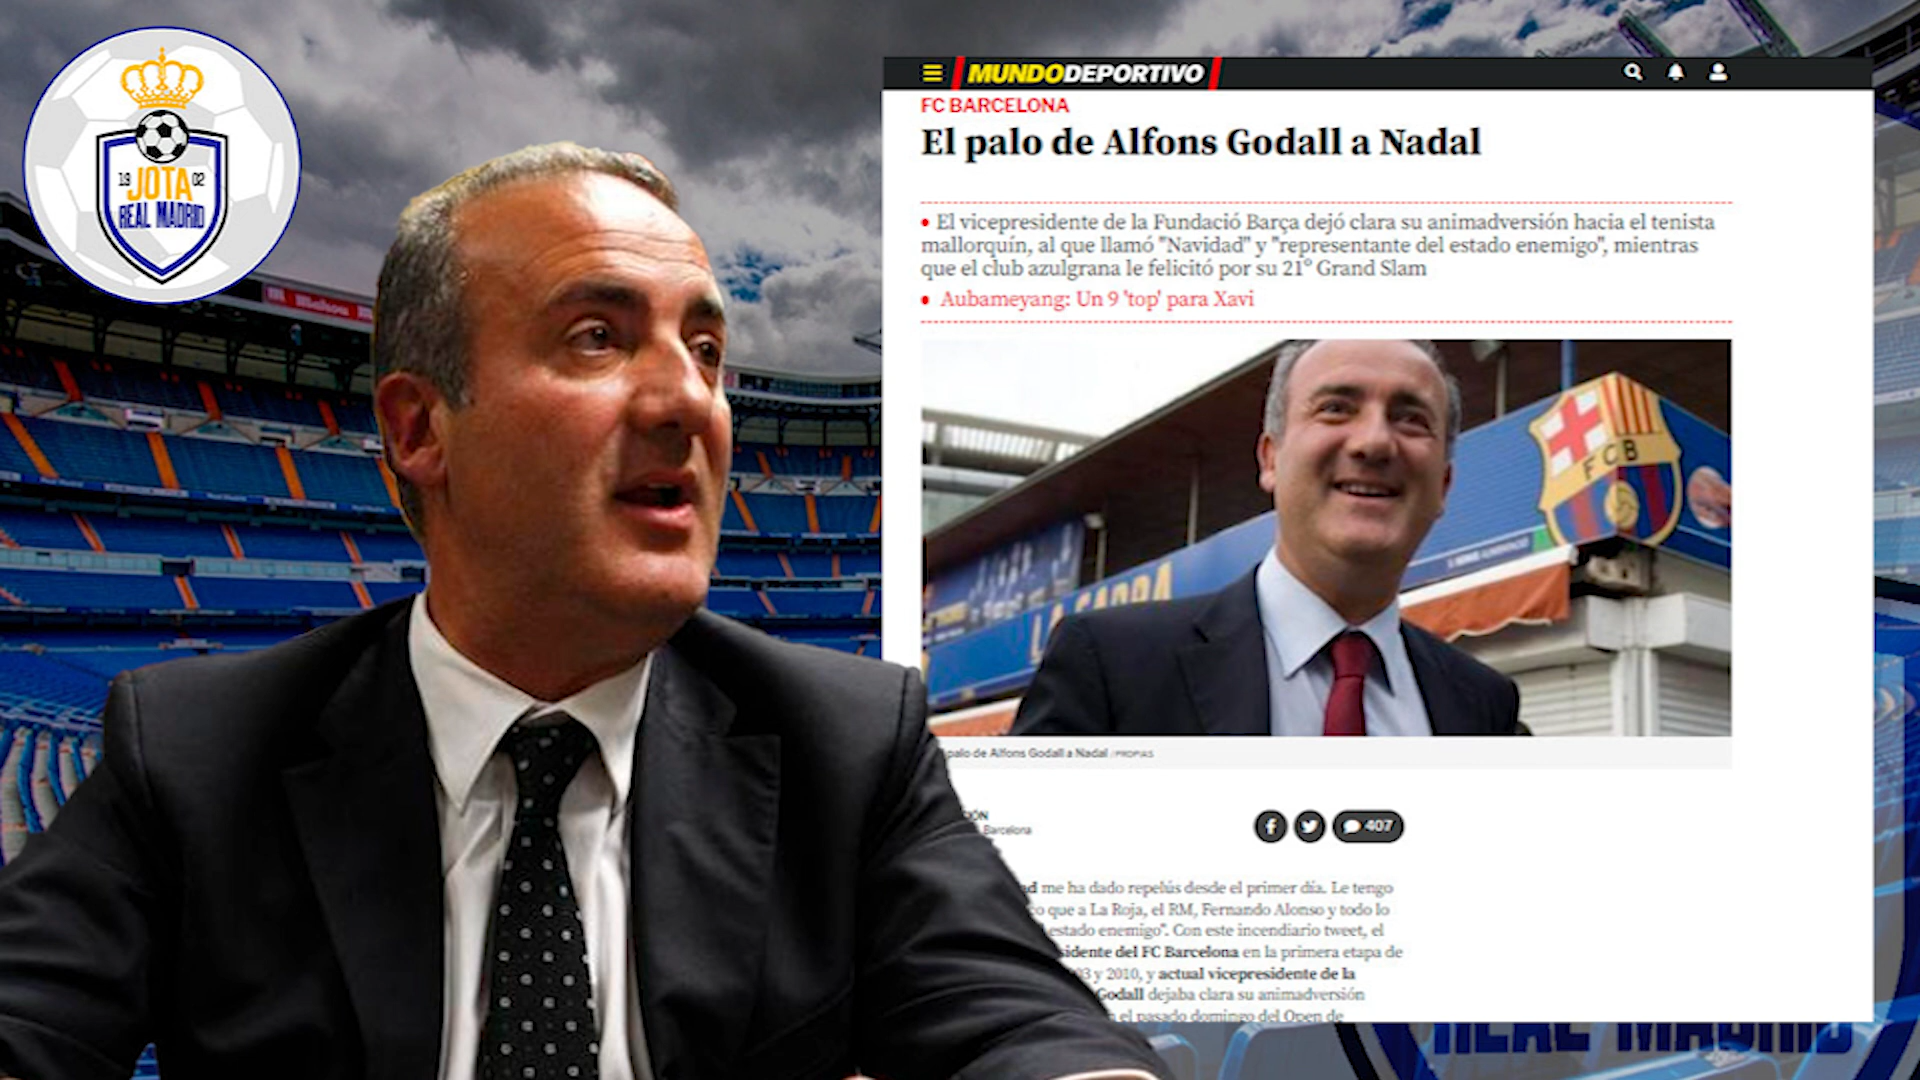 19 JOTA 02
REAL MADRID
Mahou
MUNDODEPORTIVO
FC BARCELONA
El palo de Alfons Godall a Nadal
• El vicepresidente de la Fundació Barça dejó clara su animadversión hacia el tenista
mallorquín, al que llamó "Navidad" y "representante del estado enemigo", mientras
que el club azulgrana le felicitó por su 21º Grand Slam
• Aubameyang: Un 9 'top' para Xavi
FCB
palo de Alfons Godall a Nadal / PROPIAS
Barcelona
407
me ha dado repelús desde el primer día. Le tengo
que a La Roja, el RM, Fernando Alonso y todo lo
estado enemigo". Con este incendiario tweet, el
del FC Barcelona en la primera etapa de
y 2010, y actual vicepresidente de la
Godall dejaba clara su animadversión
el pasado domingo del Open de
REAL MADRID